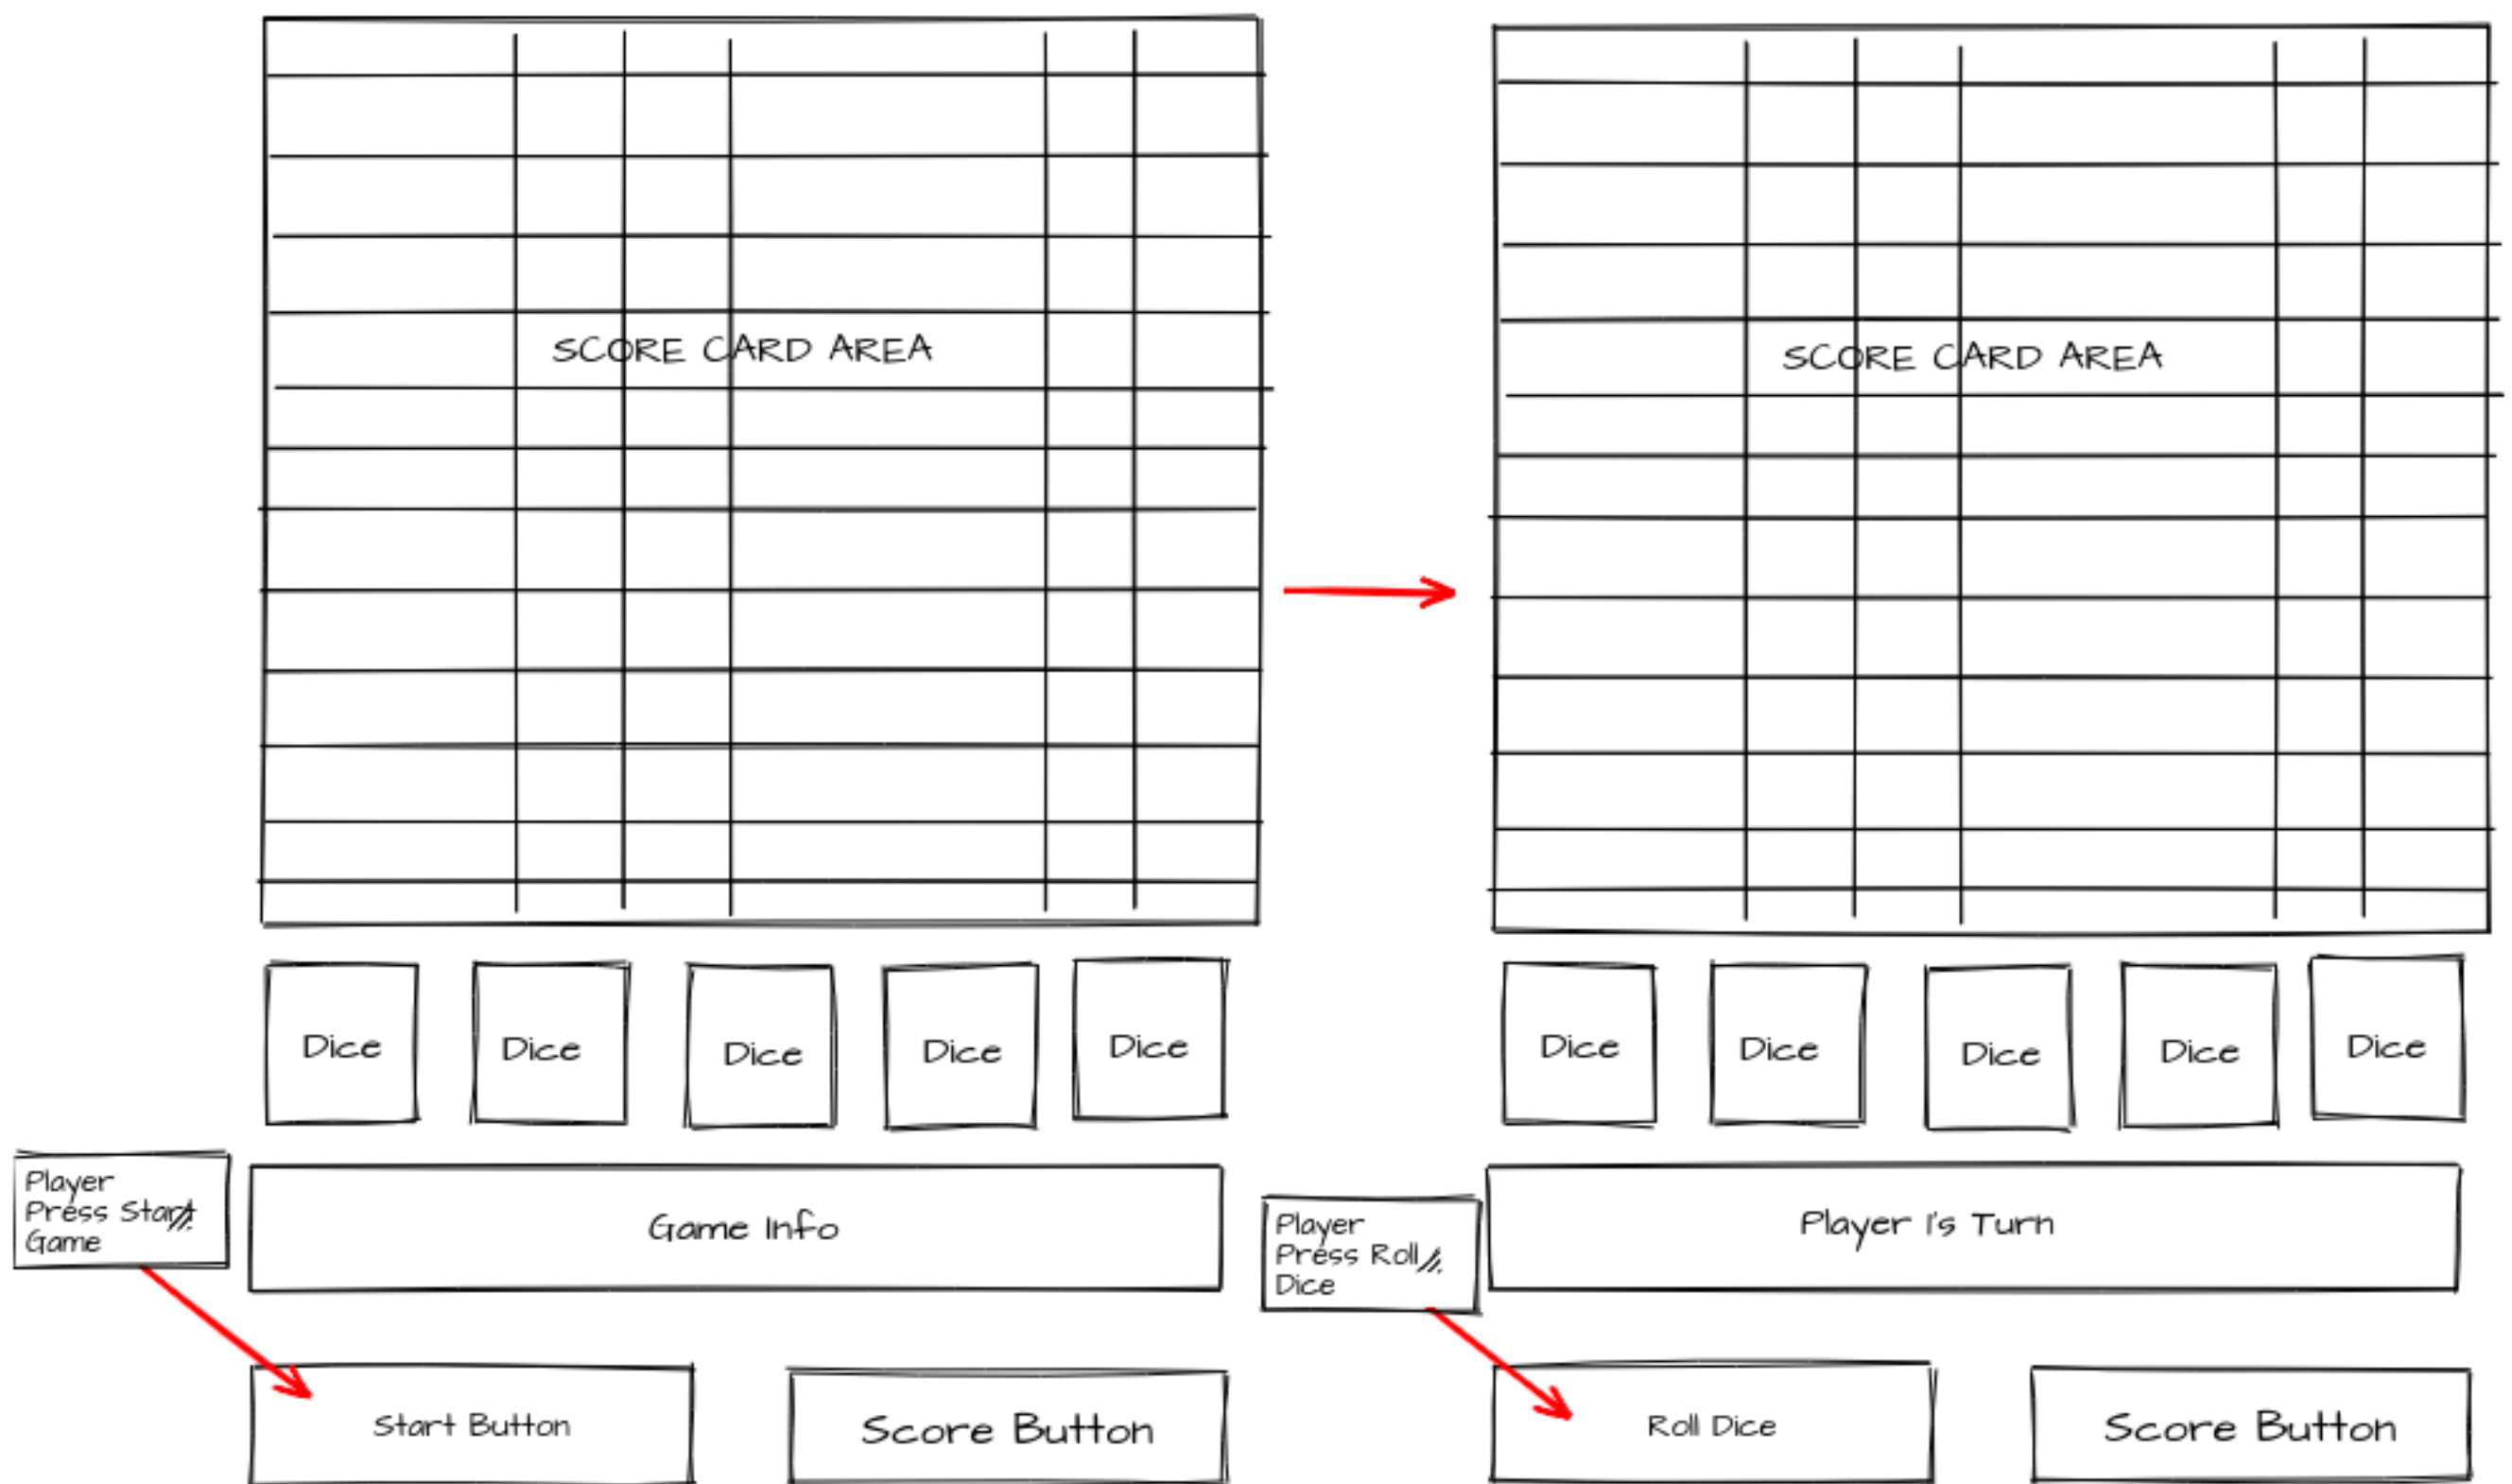 SCORE CARD AREA
Dice
Dice
Dice
Dice
Dice
Player
Press Start
Game
Game Info
Start Button
Score Button
SCORE CARD AREA
Dice
Dice
Dice
Dice
Dice
Player
Press Roll
Dice
Player 1's Turn
Roll Dice
Score Button